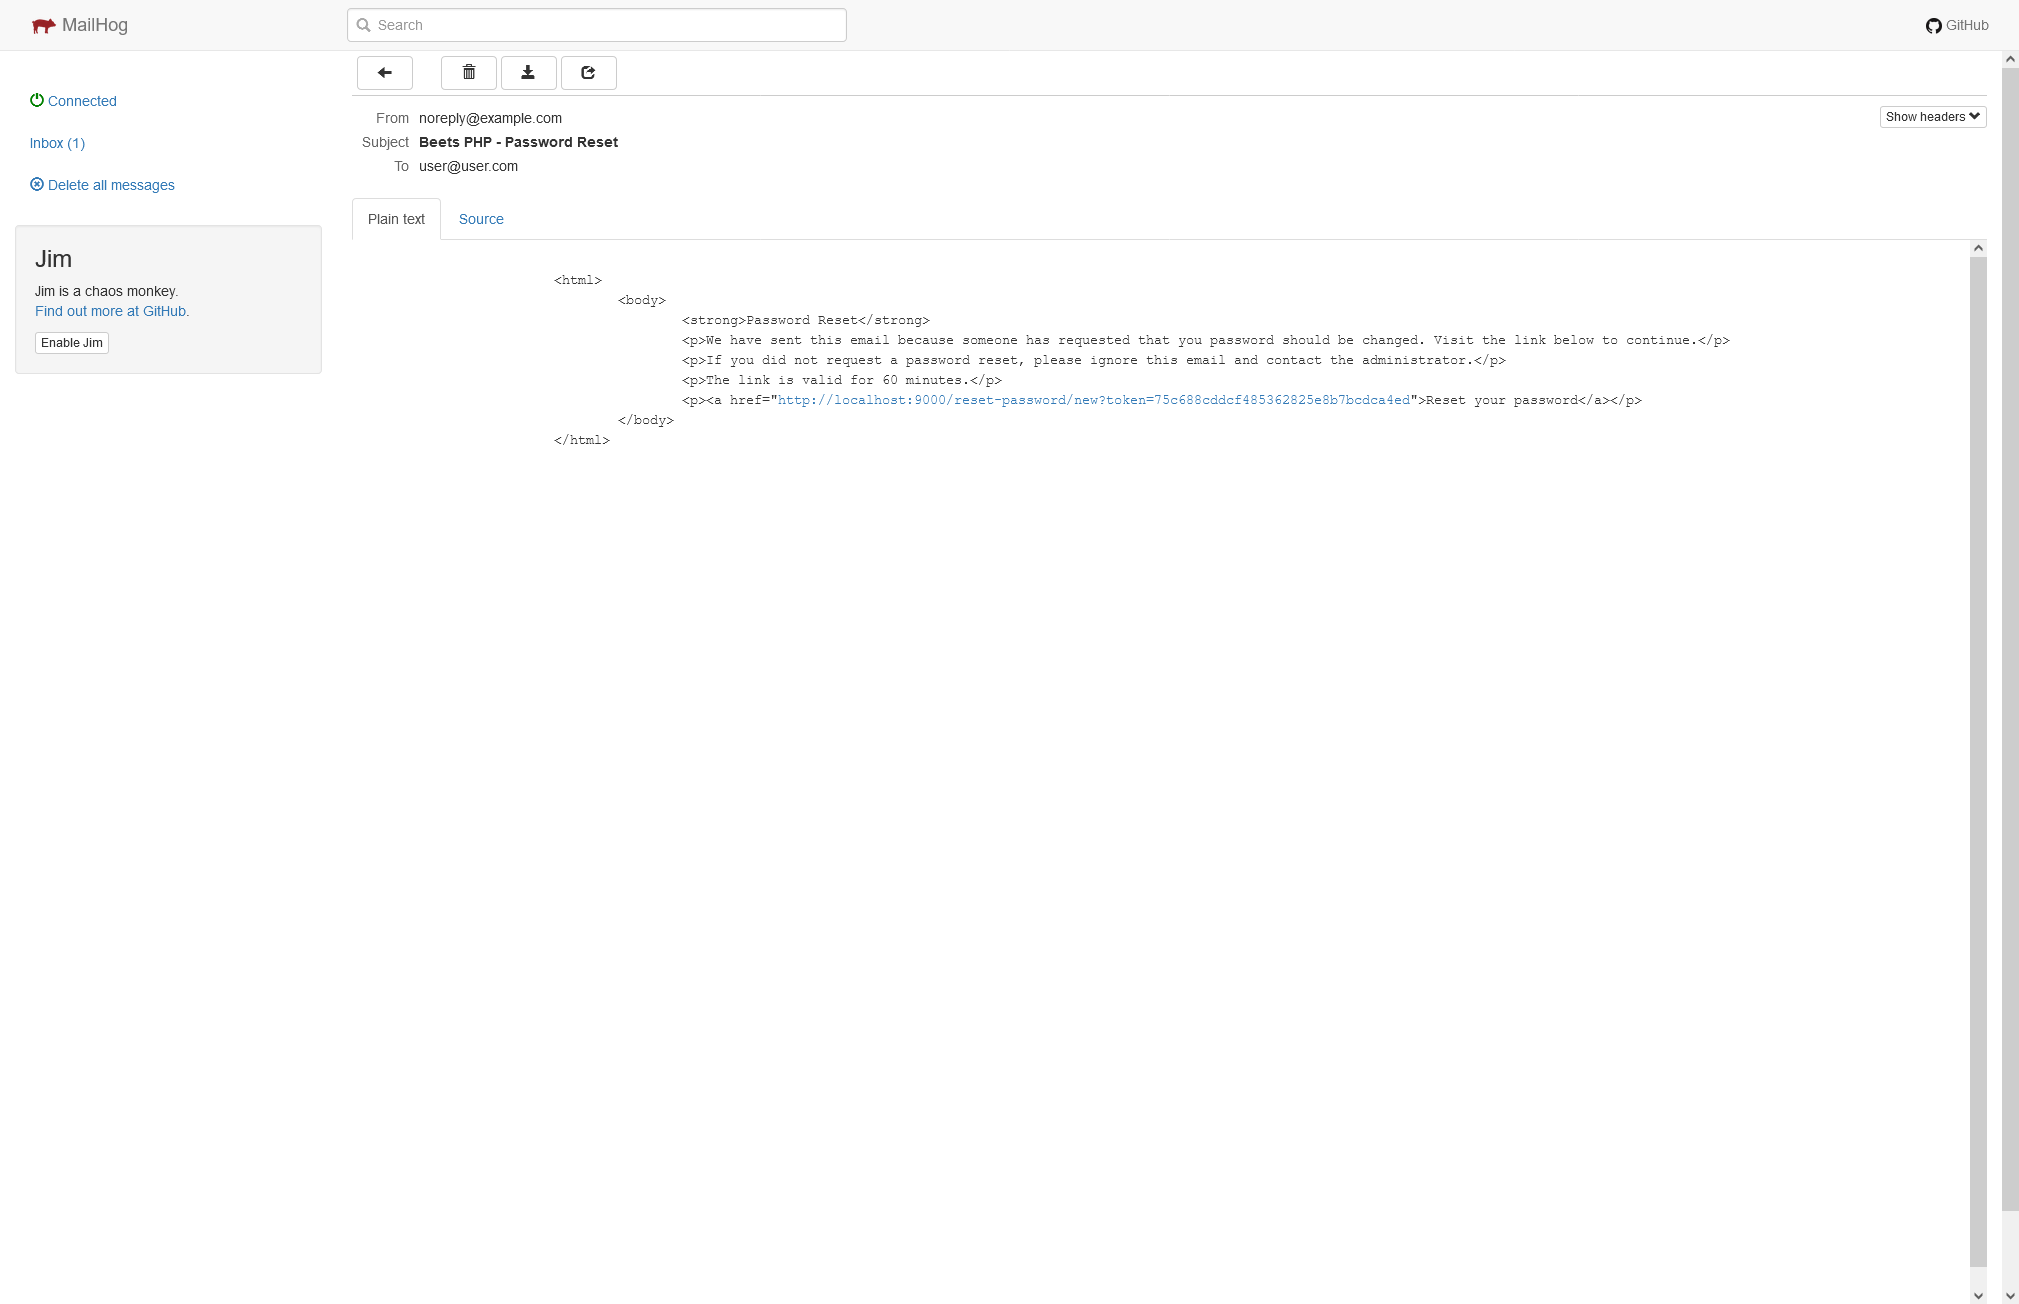 MailHog
Search
GitHub
Connected
Inbox (1)
Delete all messages
Jim
Jim is a chaos monkey.
Find out more at GitHub.
Enable Jim
From noreply@example.com
Show headers
Subject Beets PHP - Password Reset
To user@user.com
Plain text
Source
<html>
<body>
<strong>Password Reset</strong>
<p>We have sent this email because someone has requested that you password should be changed. Visit the link below to continue.</p>
<p>If you did not request a password reset, please ignore this email and contact the administrator.</p>
<p>The link is valid for 60 minutes.</p>
<p><a href="http://localhost:9000/reset-password/new?token=75c688cddcf485362825e8b7bcdca4ed">Reset your password</a></p>
</body>
</html>